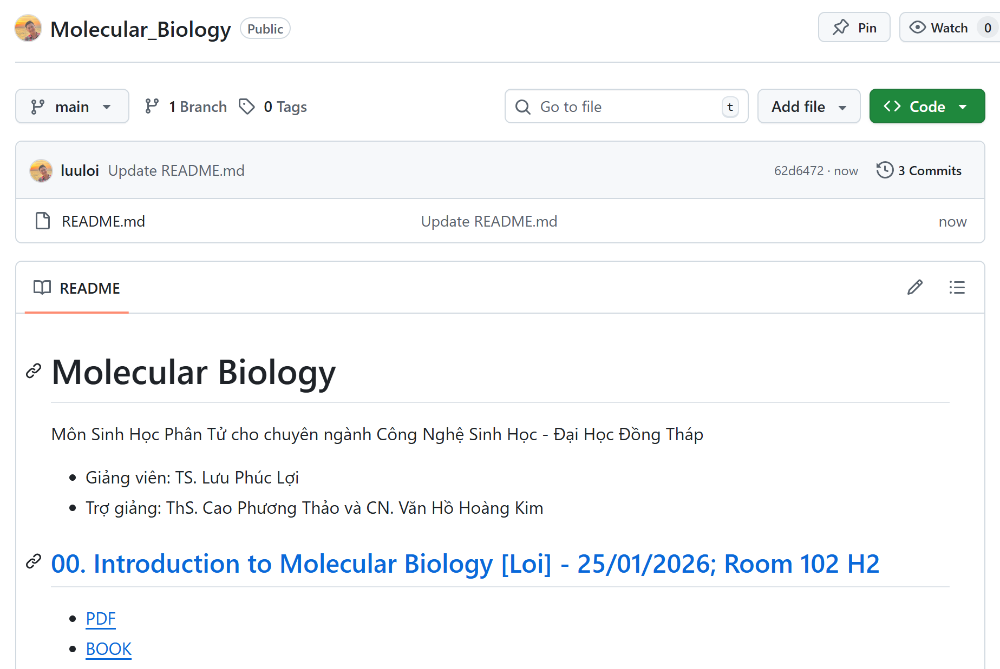 Molecular_Biology Public Pin Watch 0
main 1 Branch 0 Tags Go to file t Add file Code
luuloi Update README.md 62d6472 · now 3 Commits
README.md Update README.md now
README
Molecular Biology
Môn Sinh Học Phân Tử cho chuyên ngành Công Nghệ Sinh Học - Đại Học Đồng Tháp
• Giảng viên: TS. Lưu Phúc Lợi
• Trợ giảng: ThS. Cao Phương Thảo và CN. Văn Hồ Hoàng Kim
00. Introduction to Molecular Biology [Loi] - 25/01/2026; Room 102 H2
• PDF
• BOOK